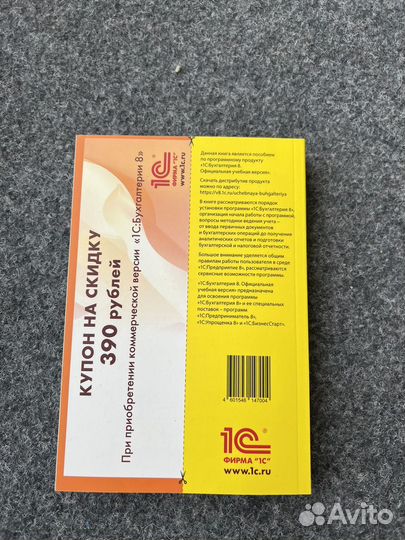 КУПОН НА СКИДКУ
390 рублей
При приобретении коммерческой версии «1С:Бухгалтерии 8»
1С
ФИРМА "1С"
www.1c.ru
Данная книга является пособием
по программному продукту
«1С:Бухгалтерия 8.
Официальная учебная версия».
Скачать дистрибутив продукта
можно по адресу:
https://v8.1c.ru/uchebnaya-buhgalteriya
В книге рассматриваются порядок
установки программы «1С:Бухгалтерия 8»,
организация начала работы с программой,
вопросы методики ведения учета –
от ввода первичных документов
и бухгалтерских операций до получения
аналитических отчетов и подготовки
бухгалтерской и налоговой отчетности.
Большое внимание уделяется общим
правилам работы пользователя в среде
«1С:Предприятие 8», рассматриваются
сервисные возможности программы.
«1С:Бухгалтерия 8. Официальная
учебная версия» предназначена
для освоения программы
«1С:Бухгалтерия 8» и ее специальных
поставок – программ
«1С:Предприниматель 8»,
«1С:Упрощенка 8» и «1С:БизнесСтарт».
4 601546 147004
1С
ФИРМА "1С"
www.1c.ru
Avito